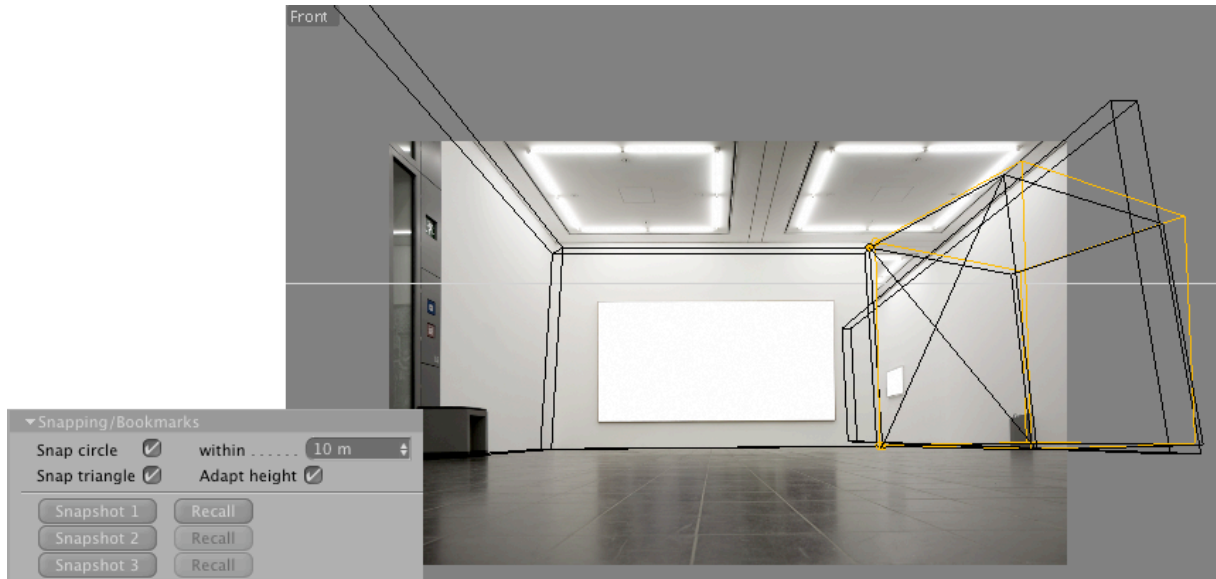 Front
Snapping/Bookmarks
Snap circle within ...... 10 m
Snap triangle Adapt height
Snapshot 1 Recall
Snapshot 2 Recall
Snapshot 3 Recall